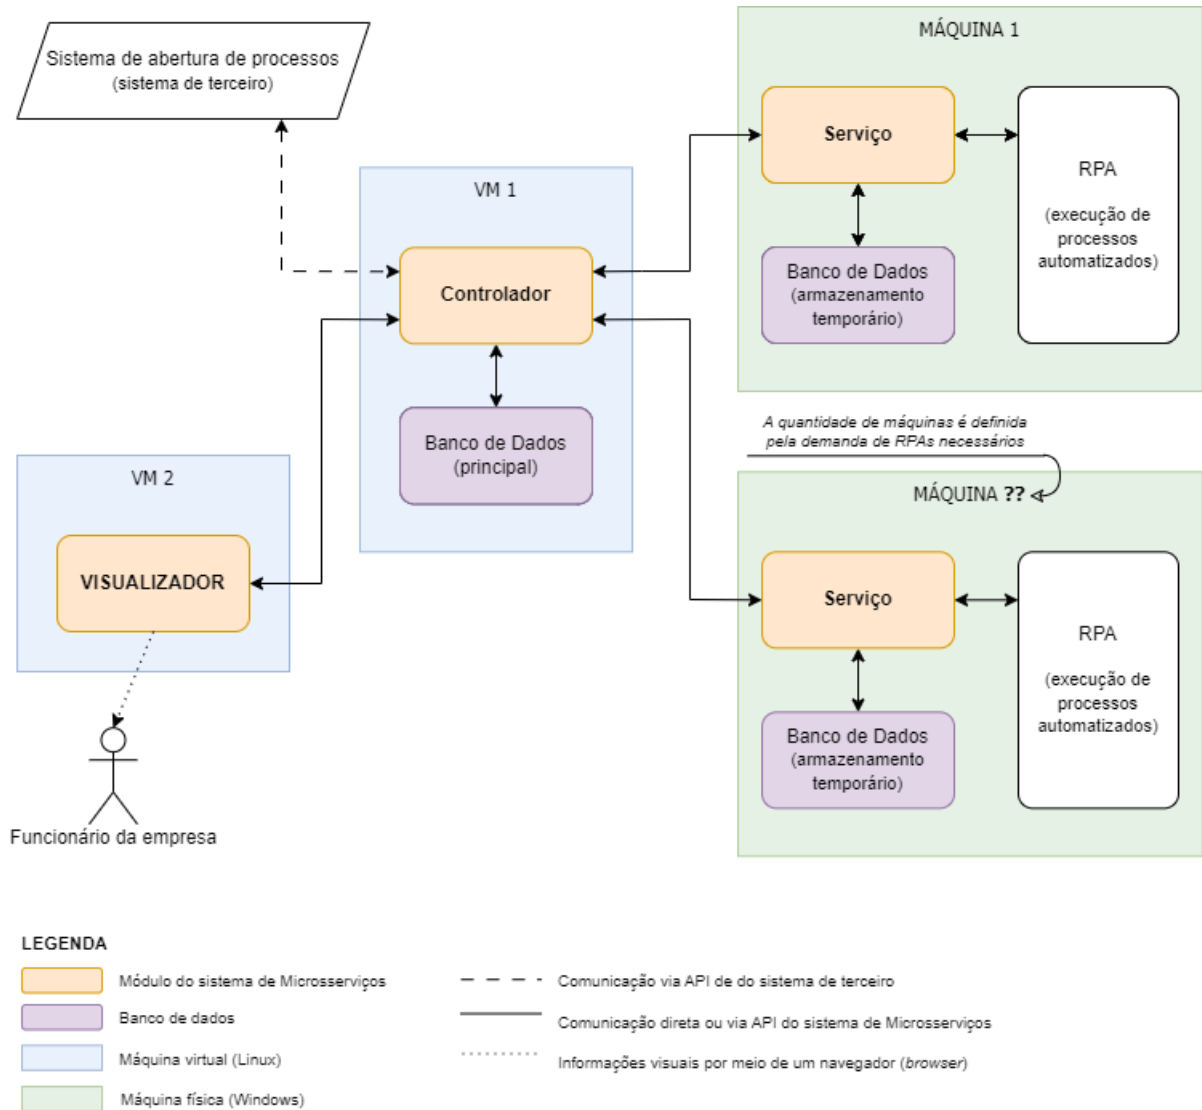 Sistema de abertura de processos
(sistema de terceiro)
VM 1
Controlador
Banco de Dados
(principal)
VM 2
VISUALIZADOR
Funcionário da empresa
MÁQUINA 1
Serviço
RPA
(execução de
processos
automatizados)
Banco de Dados
(armazenamento
temporário)
A quantidade de máquinas é definida
pela demanda de RPAs necessários
MÁQUINA ??
Serviço
RPA
(execução de
processos
automatizados)
Banco de Dados
(armazenamento
temporário)
LEGENDA
Módulo do sistema de Microsserviços
Banco de dados
Máquina virtual (Linux)
Máquina física (Windows)
Comunicação via API de do sistema de terceiro
Comunicação direta ou via API do sistema de Microsserviços
Informações visuais por meio de um navegador (browser)